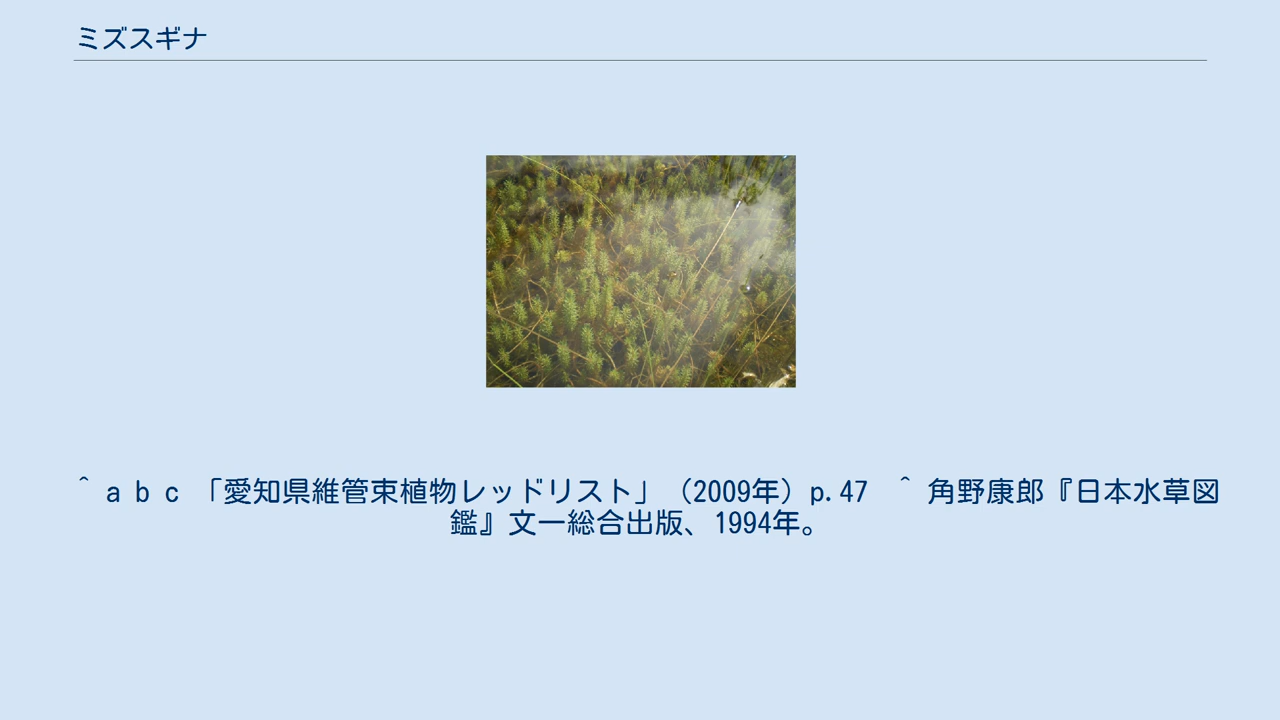 ミズスギナ
^ a b c 「愛知県維管束植物レッドリスト」（2009年）p.47　^ 角野康郎『日本水草図
鑑』文一総合出版、1994年。